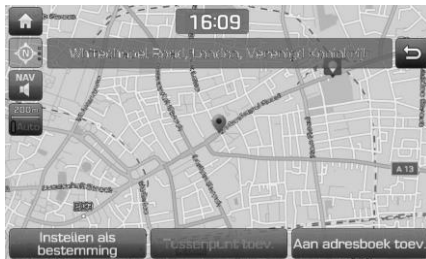 16:09
Whitechapel Road, London, Verenigd Koninkrijk
NAV
200m
Auto
A 13
Instellen als
bestemming
Tussenpunt toev.
Aan adresboek toev.